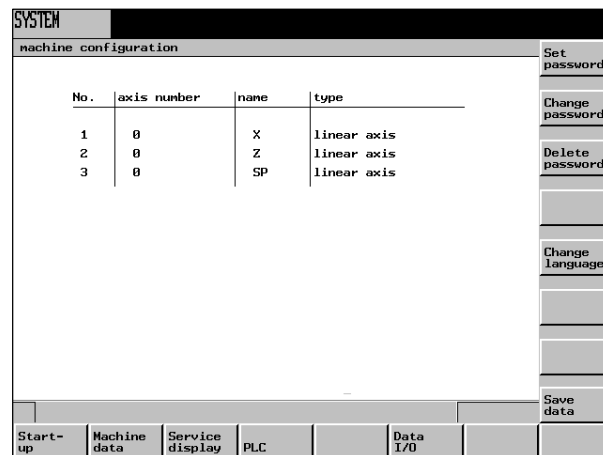 SYSTEM
machine configuration
No. axis number name type
1 0 X linear axis
2 0 Z linear axis
3 0 SP linear axis
Set
password
Change
password
Delete
password
Change
language
Save
data
Start-
up
Machine
data
Service
display
PLC
Data
I/O